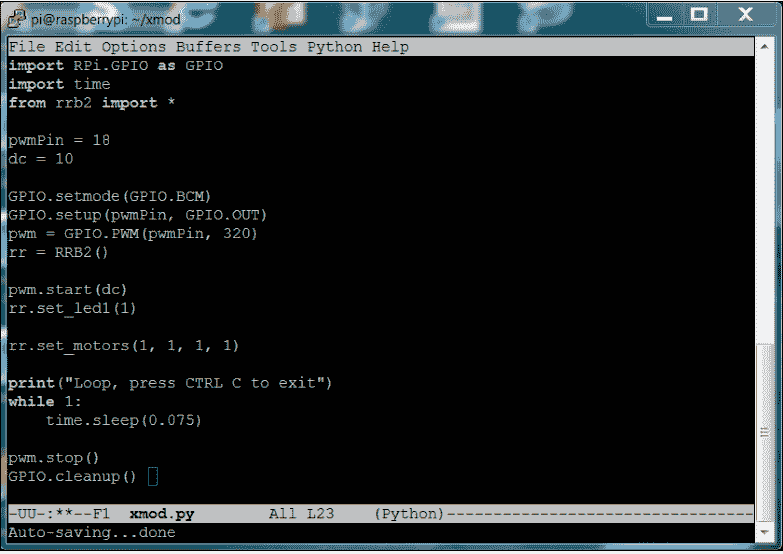 pi@raspberrypi: ~/xmod
File Edit Options Buffers Tools Python Help
import RPi.GPIO as GPIO
import time
from rrb2 import *

pwmPin = 18
dc = 10

GPIO.setmode(GPIO.BCM)
GPIO.setup(pwmPin, GPIO.OUT)
pwm = GPIO.PWM(pwmPin, 320)
rr = RRB2()

pwm.start(dc)
rr.set_led1(1)

rr.set_motors(1, 1, 1, 1)

print("Loop, press CTRL C to exit")
while 1:
    time.sleep(0.075)

pwm.stop()
GPIO.cleanup()
-UU-:**--F1  xmod.py        All L23    (Python)---------------------------------
Auto-saving...done